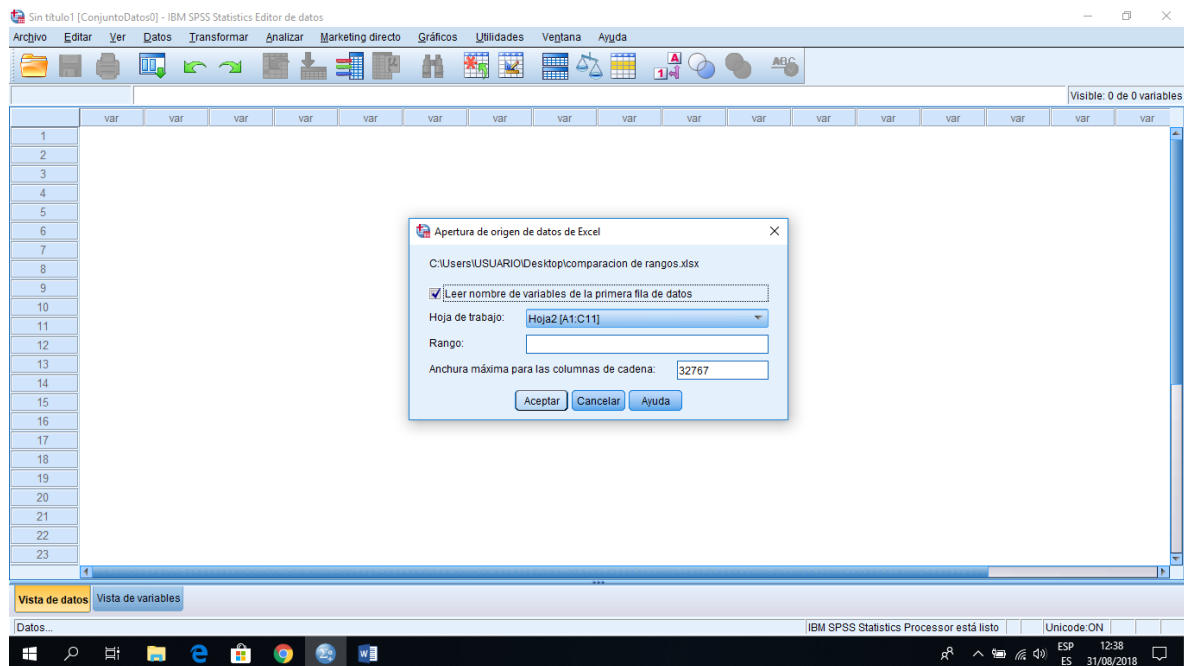 Sin título1 [ConjuntoDatos0] - IBM SPSS Statistics Editor de datos
Archivo Editar Ver Datos Transformar Analizar Marketing directo Gráficos Utilidades Ventana Ayuda
Visible: 0 de 0 variables
var var var var var var var var var var var var var var var var var
1
2
3
4
5
6
7
8
9
10
11
12
13
14
15
16
17
18
19
20
21
22
23
Apertura de origen de datos de Excel
C:\Users\USUARIO\Desktop\comparacion de rangos.xlsx
Leer nombre de variables de la primera fila de datos
Hoja de trabajo: Hoja2 [A1:C11]
Rango:
Anchura máxima para las columnas de cadena: 32767
Aceptar Cancelar Ayuda
Vista de datos Vista de variables
Datos... IBM SPSS Statistics Processor está listo Unicode:ON
ESP 12:38
ES 31/08/2018